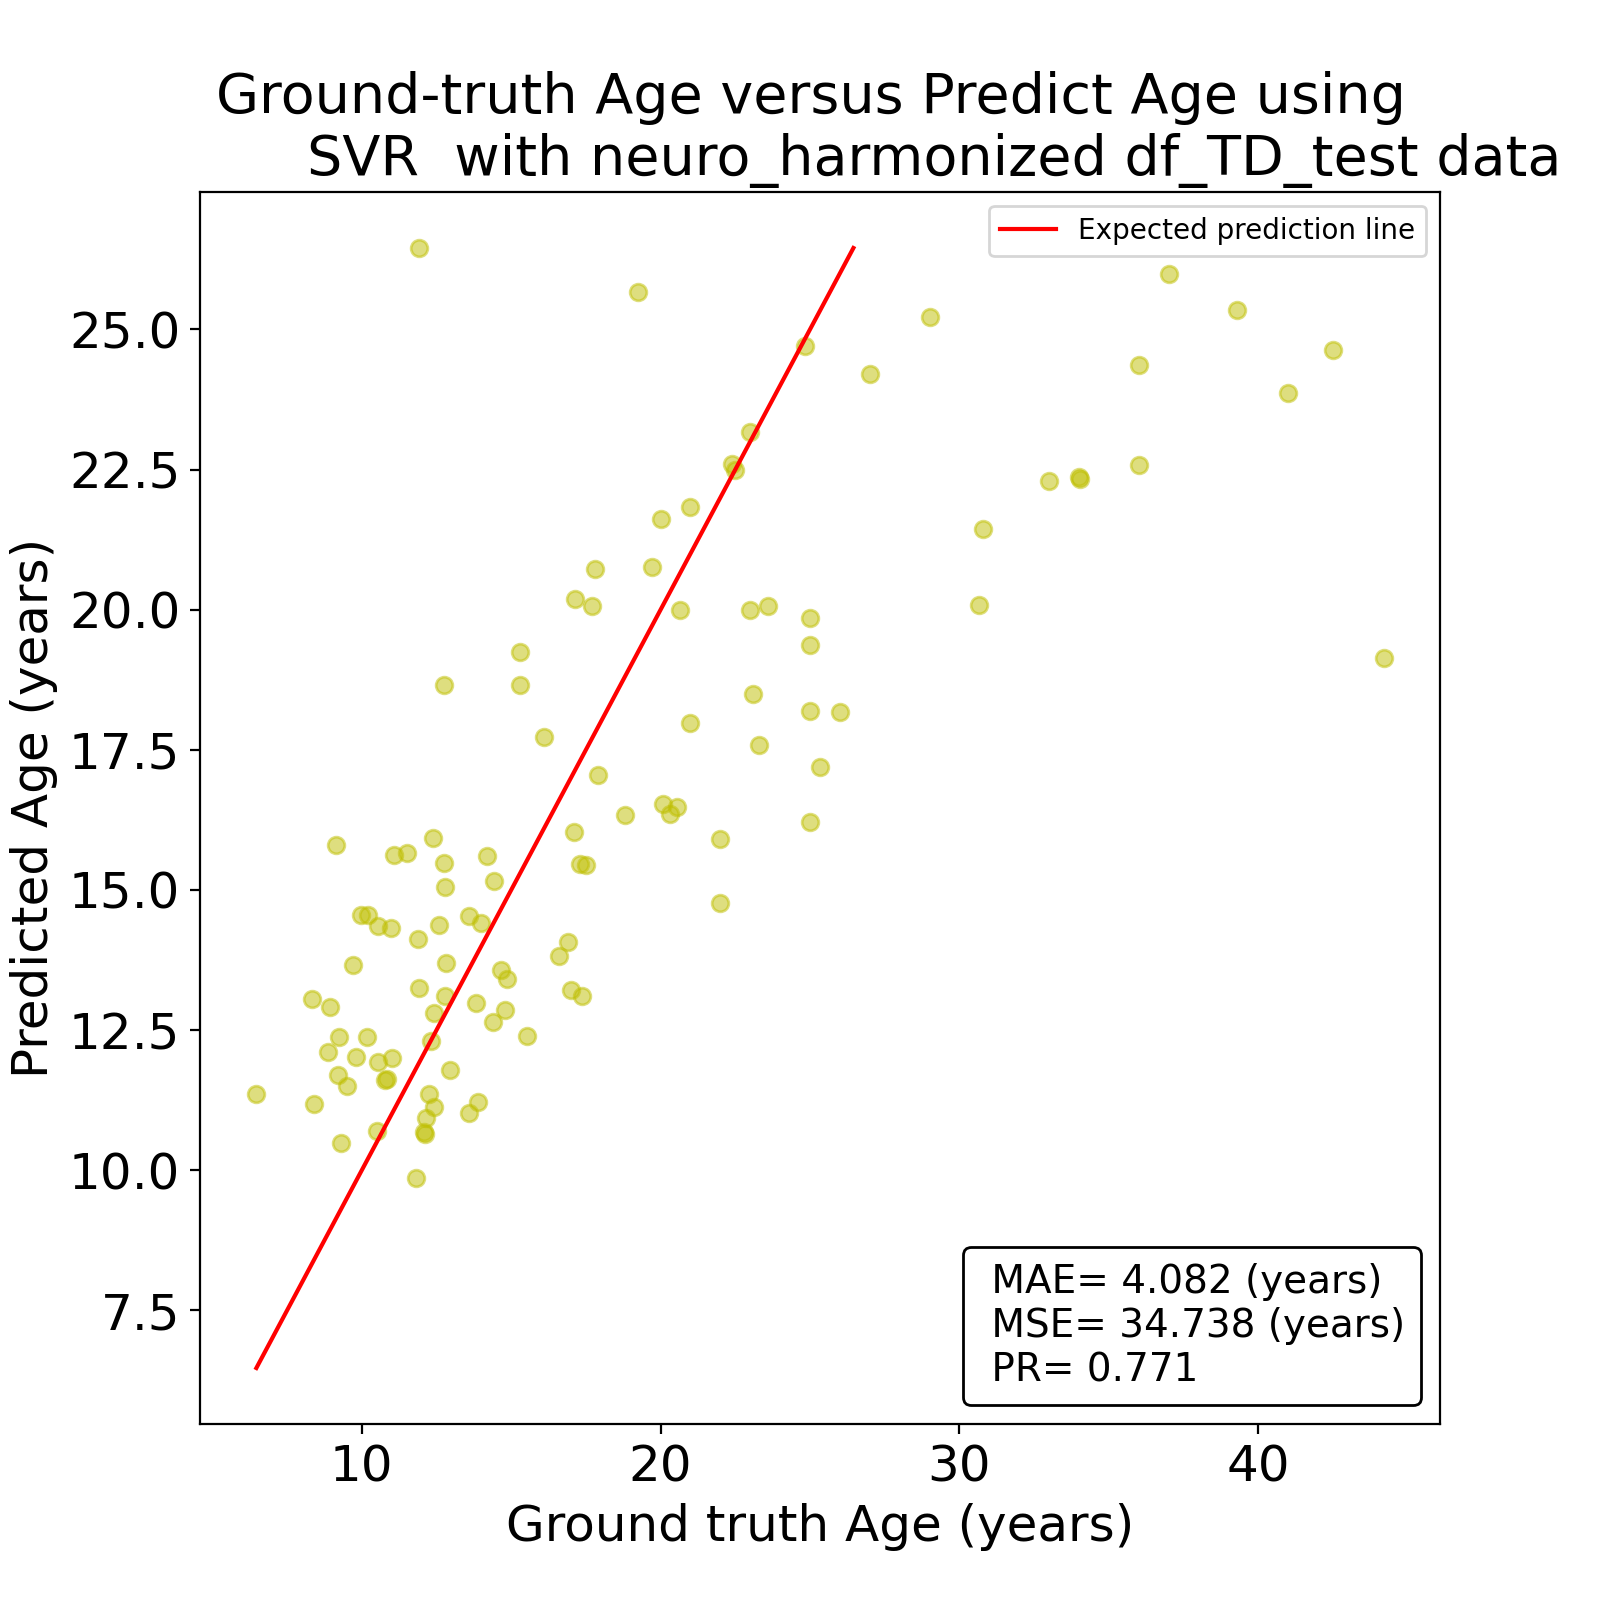 Ground-truth Age versus Predict Age using
SVR  with neuro_harmonized df_TD_test data
Expected prediction line
Predicted Age (years)
25.0
22.5
20.0
17.5
15.0
12.5
10.0
7.5
MAE= 4.082 (years)
MSE= 34.738 (years)
PR= 0.771
10 20 30 40
Ground truth Age (years)